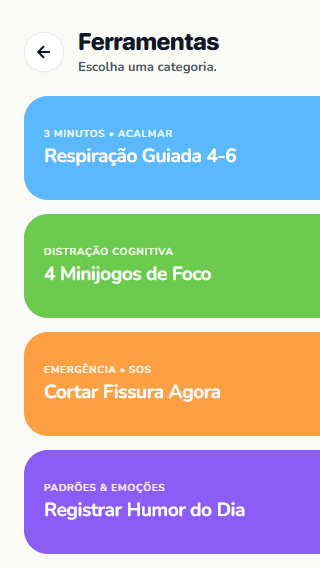 Ferramentas
Escolha uma categoria.
3 MINUTOS • ACALMAR
Respiração Guiada 4-6
DISTRAÇÃO COGNITIVA
4 Minijogos de Foco
EMERGÊNCIA • SOS
Cortar Fissura Agora
PADRÕES & EMOÇÕES
Registrar Humor do Dia